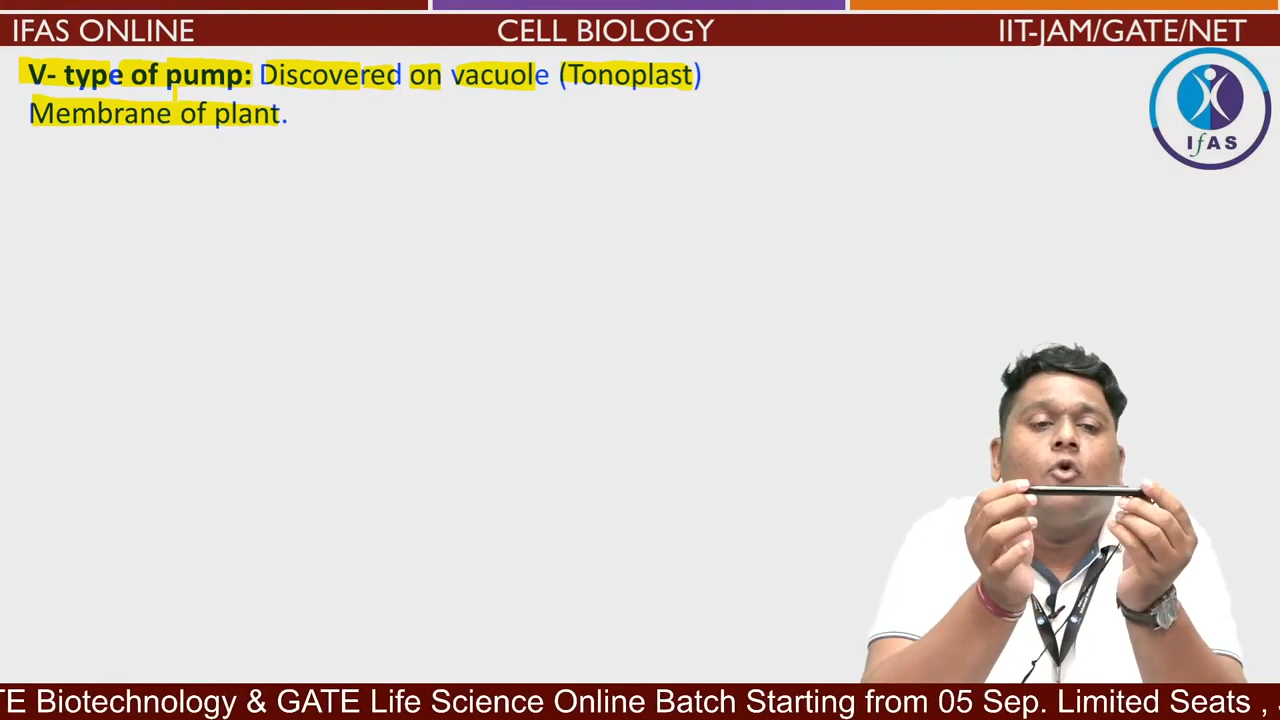 IFAS ONLINE CELL BIOLOGY IIT-JAM/GATE/NET
V- type of pump: Discovered on vacuole (Tonoplast)
Membrane of plant.
IfAS
TE Biotechnology & GATE Life Science Online Batch Starting from 05 Sep. Limited Seats ,